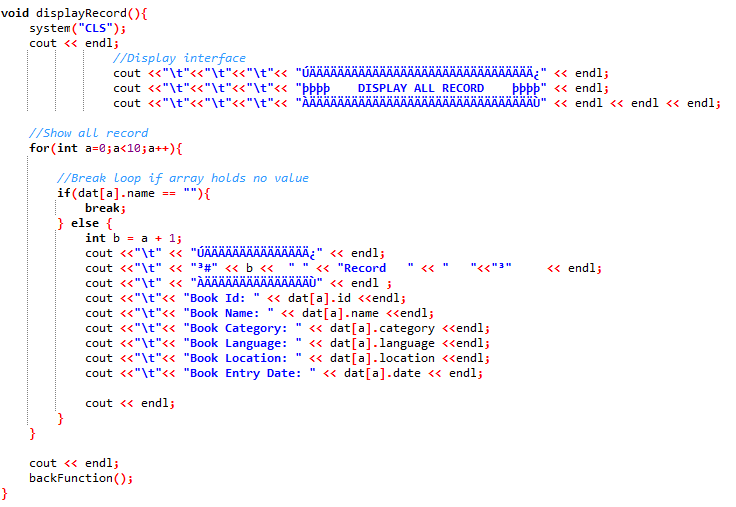 void displayRecord(){
    system("CLS");
    cout << endl;
                //Display interface
                cout <<"\t"<<"\t"<<"\t"<< "ÚÄÄÄÄÄÄÄÄÄÄÄÄÄÄÄÄÄÄÄÄÄÄÄÄÄÄÄÄÄÄÄÄ¿" << endl;
                cout <<"\t"<<"\t"<<"\t"<< "þþþþ    DISPLAY ALL RECORD    þþþþ" << endl;
                cout <<"\t"<<"\t"<<"\t"<< "ÀÄÄÄÄÄÄÄÄÄÄÄÄÄÄÄÄÄÄÄÄÄÄÄÄÄÄÄÄÄÄÄÄÙ" << endl << endl << endl;
    //Show all record
    for(int a=0;a<10;a++){
        //Break loop if array holds no value
        if(dat[a].name == ""){
            break;
        } else {
            int b = a + 1;
            cout <<"\t" << "ÚÄÄÄÄÄÄÄÄÄÄÄÄÄÄÄ¿" << endl;
            cout <<"\t" << "³#" << b <<  " " << "Record   " << "   "<<"³"     << endl;
            cout <<"\t" << "ÀÄÄÄÄÄÄÄÄÄÄÄÄÄÄÄÙ" << endl ;
            cout <<"\t"<< "Book Id: " << dat[a].id <<endl;
            cout <<"\t"<< "Book Name: " << dat[a].name <<endl;
            cout <<"\t"<< "Book Category: " << dat[a].category <<endl;
            cout <<"\t"<< "Book Language: " << dat[a].language <<endl;
            cout <<"\t"<< "Book Location: " << dat[a].location <<endl;
            cout <<"\t"<< "Book Entry Date: " << dat[a].date << endl;
            cout << endl;
        }
    }
    cout << endl;
    backFunction();
}